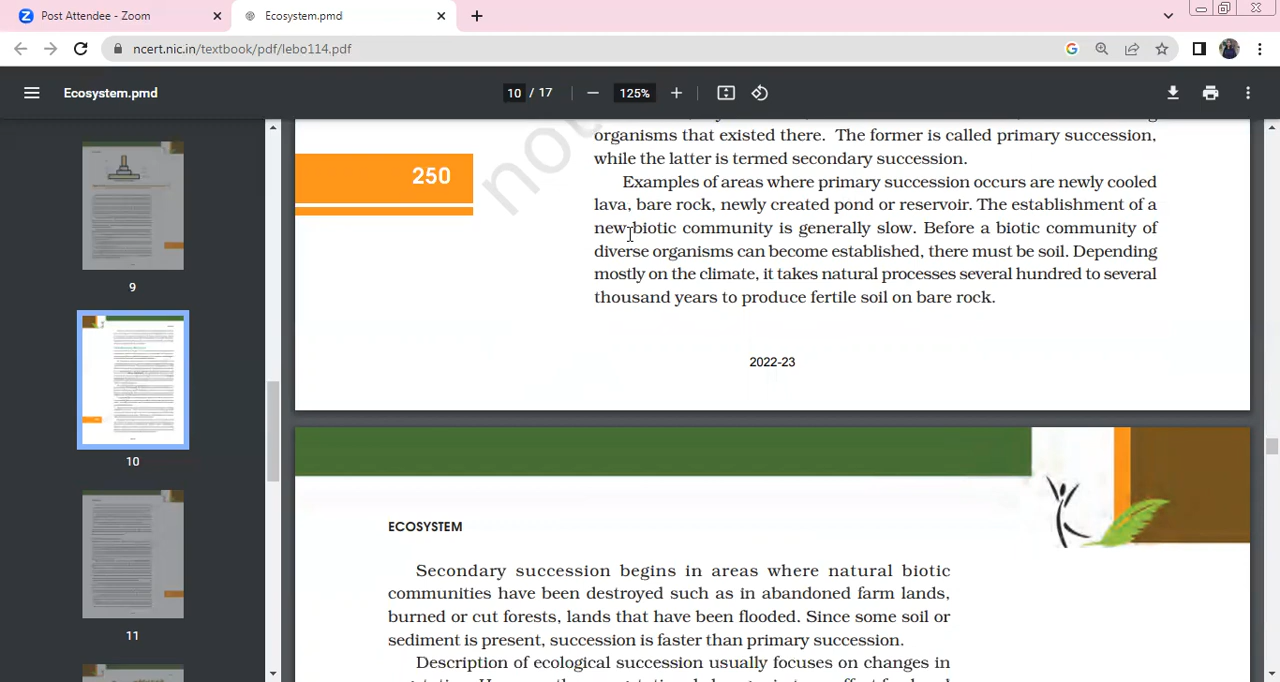 Post Attendee - Zoom
Ecosystem.pmd
ncert.nic.in/textbook/pdf/lebo114.pdf
Ecosystem.pmd
10 / 17
125%
9
10
11
organisms that existed there. The former is called primary succession,
while the latter is termed secondary succession.
250
Examples of areas where primary succession occurs are newly cooled
lava, bare rock, newly created pond or reservoir. The establishment of a
new biotic community is generally slow. Before a biotic community of
diverse organisms can become established, there must be soil. Depending
mostly on the climate, it takes natural processes several hundred to several
thousand years to produce fertile soil on bare rock.
2022-23
ECOSYSTEM
Secondary succession begins in areas where natural biotic
communities have been destroyed such as in abandoned farm lands,
burned or cut forests, lands that have been flooded. Since some soil or
sediment is present, succession is faster than primary succession.
Description of ecological succession usually focuses on changes in